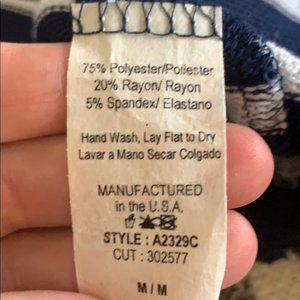 75% Polyester/Poliester
20% Rayon/ Rayon
5% Spandex/ Elastano
Hand Wash, Lay Flat to Dry
Lavar a Mano Secar Colgado
MANUFACTURED
in the U.S.A.
STYLE : A2329C
CUT : 302577
M / M